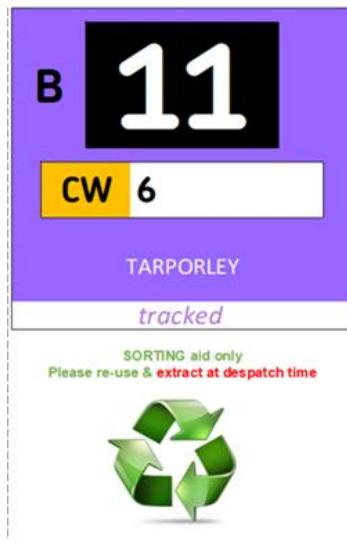 B 11
CW 6
TARPORLEY
tracked
SORTING aid only
Please re-use & extract at despatch time